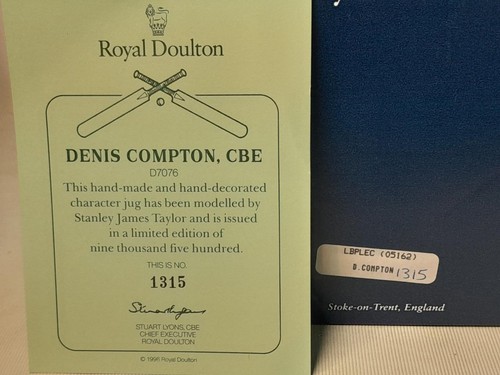 Royal Doulton
DENIS COMPTON, CBE
D7076
This hand-made and hand-decorated
character jug has been modelled by
Stanley James Taylor and is issued
in a limited edition of
nine thousand five hundred.
THIS IS NO.
1315
STUART LYONS, CBE
CHIEF EXECUTIVE
ROYAL DOULTON
© 1996 Royal Doulton
LBPLEC (05162)
B.COMPTON 1315
Stoke-on-Trent, England